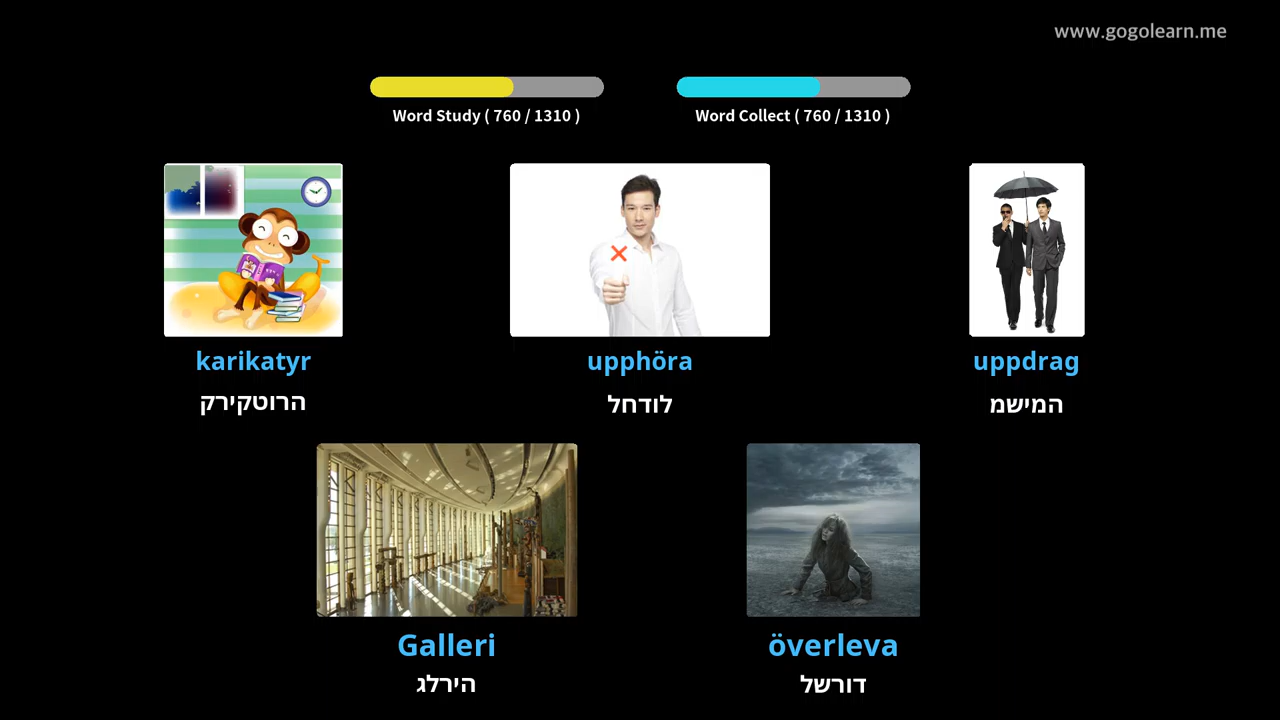 www.gogolearn.me
Word Study ( 760 / 1310 )
Word Collect ( 760 / 1310 )
karikatyr
הרוטקירק
upphöra
לודחל
uppdrag
המישמ
Galleri
הירלג
överleva
דורשל